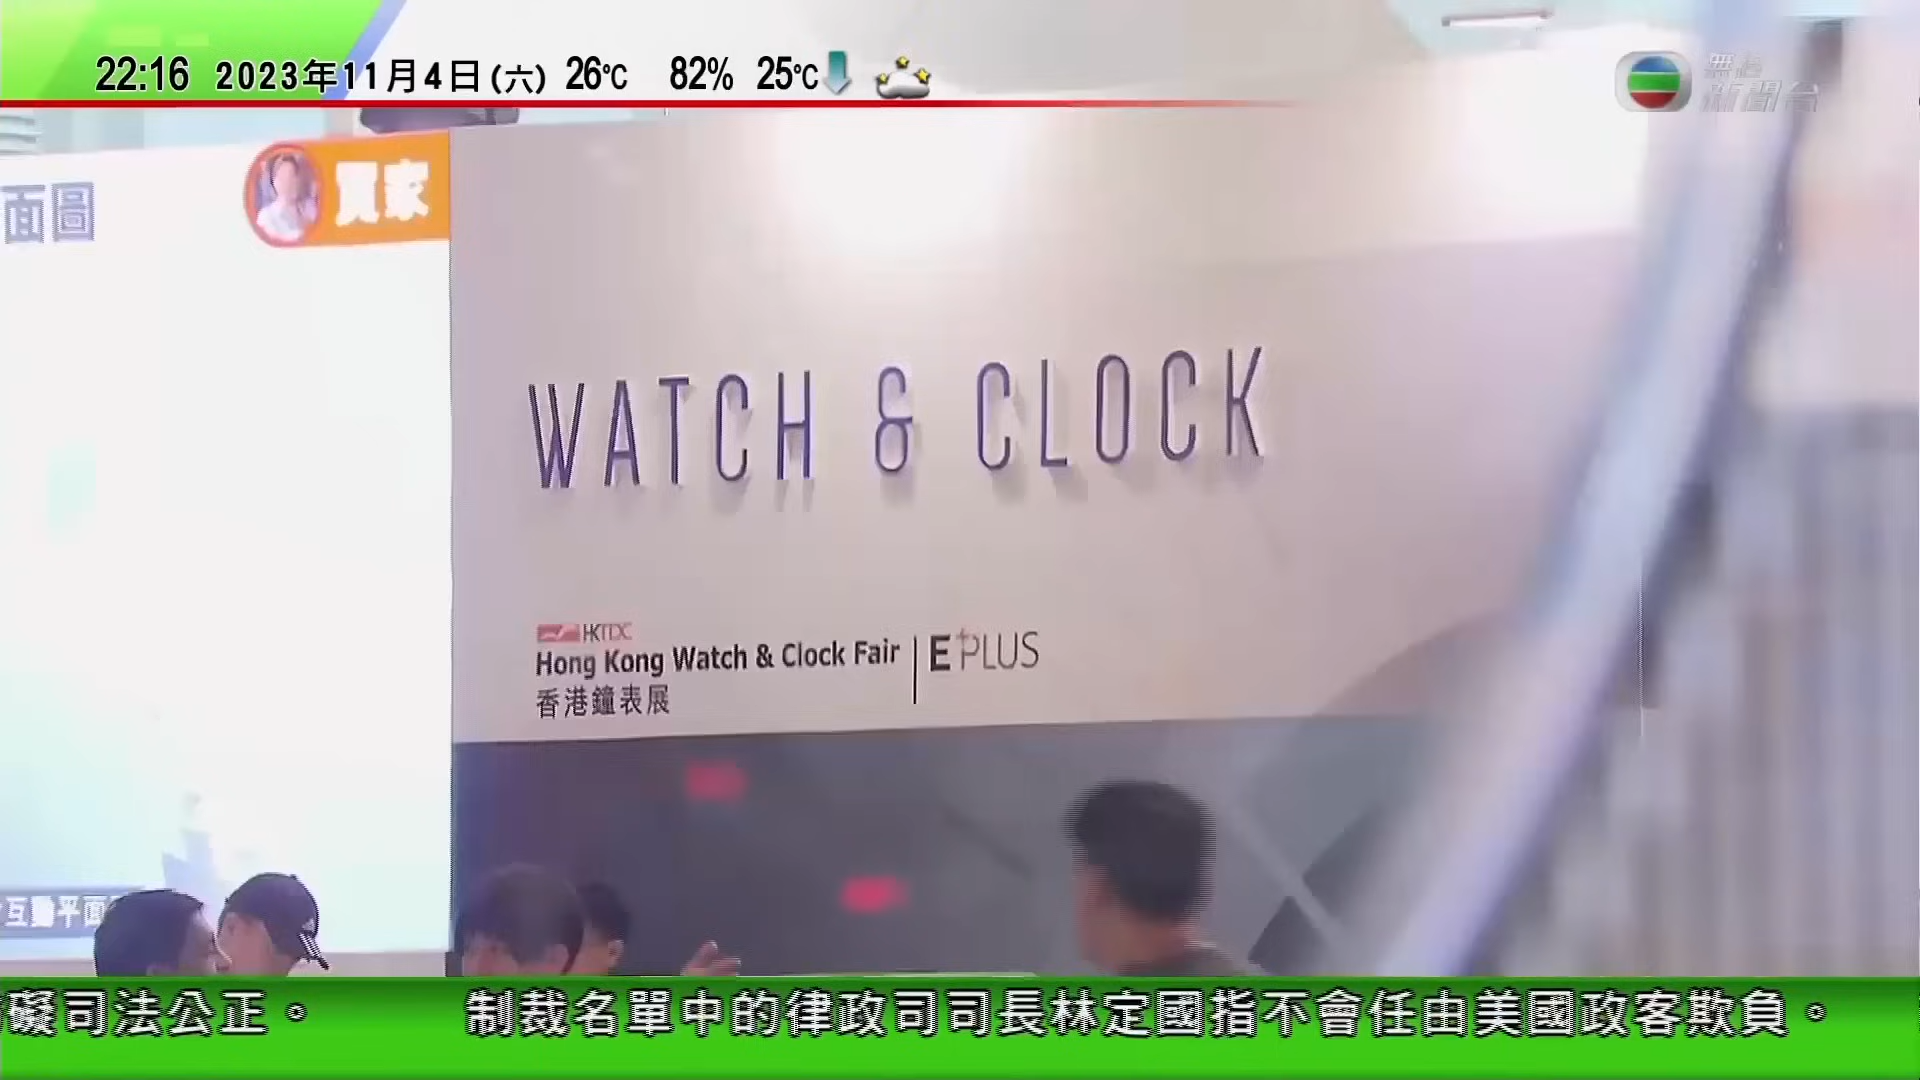 22:16 2023年11月4日(六) 26℃ 82% 25℃
無綫
新聞台
面圖
買家
WATCH & CLOCK
HKTDC
Hong Kong Watch & Clock Fair
香港鐘表展
E+PLUS
互動平面
礙司法公正。 制裁名單中的律政司司長林定國指不會任由美國政客欺負。